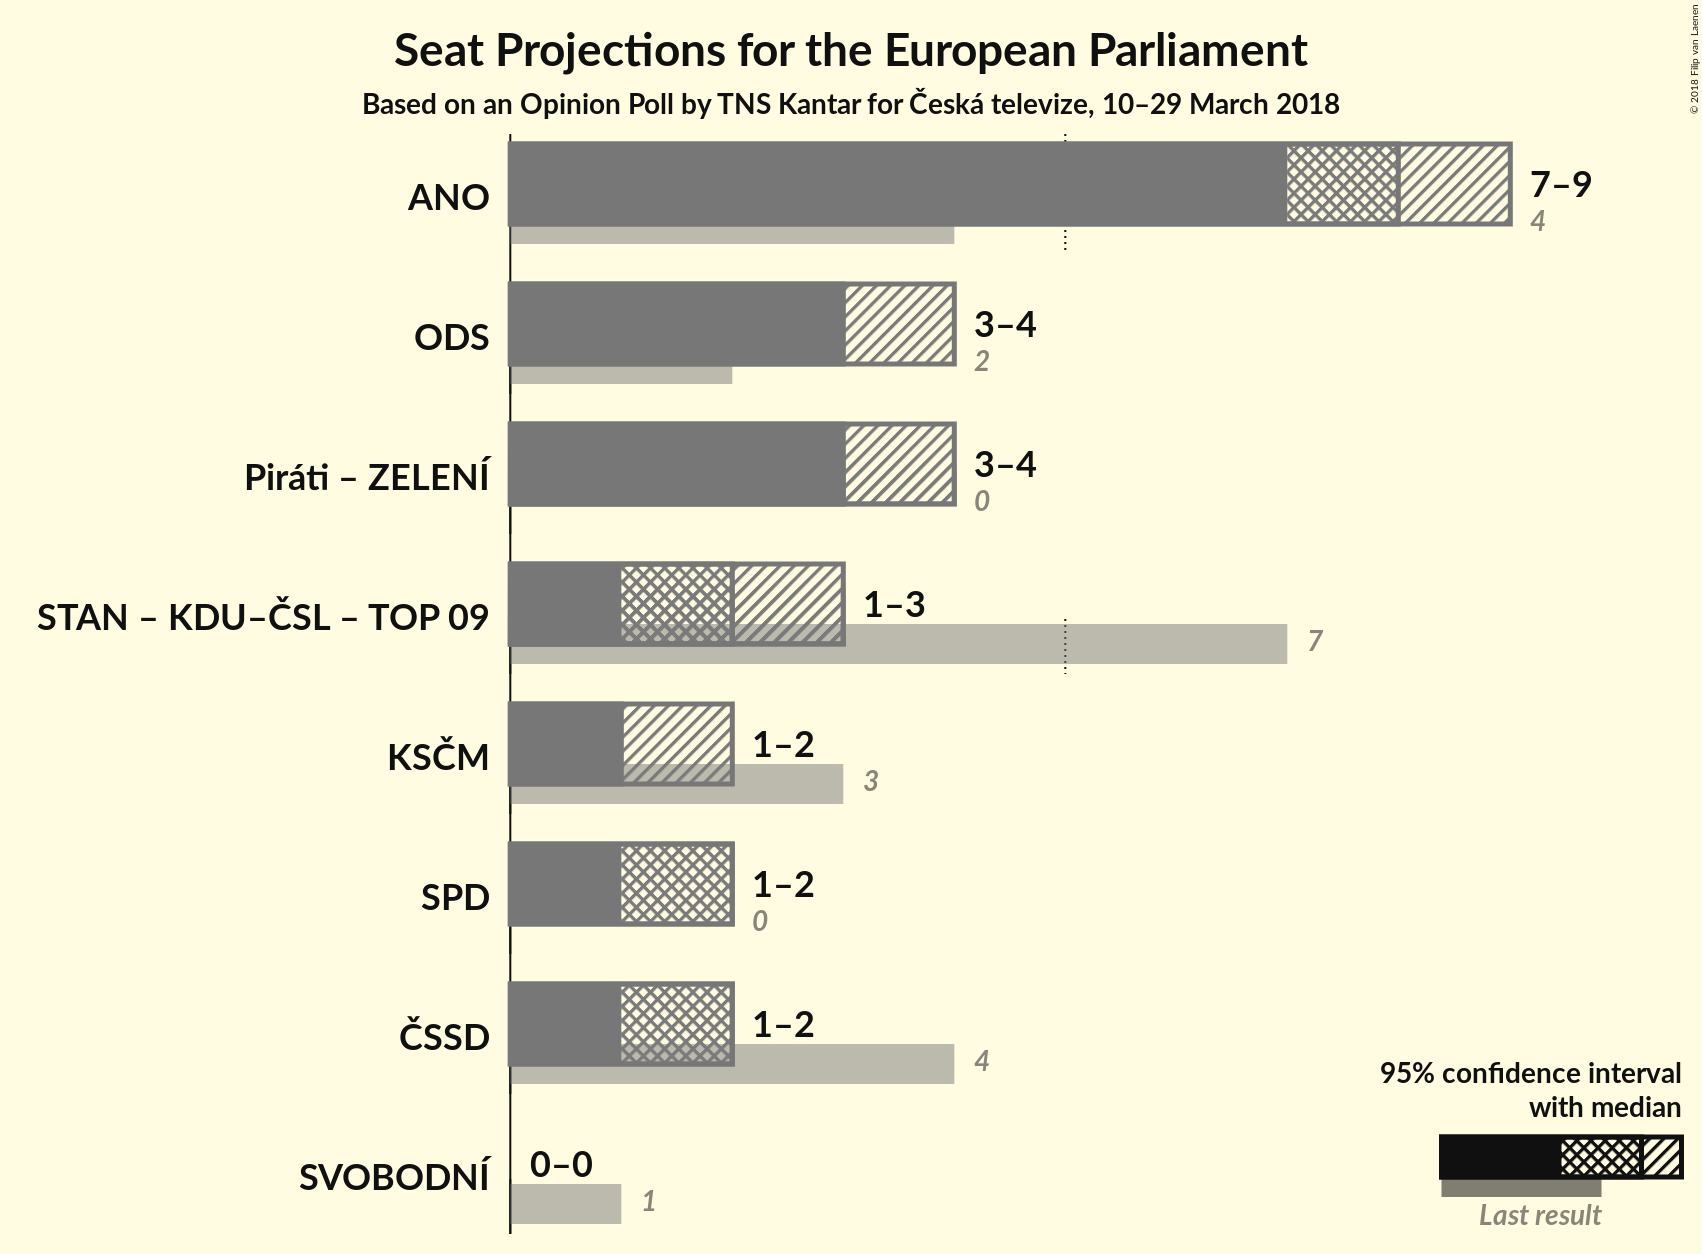 Seat Projections for the European Parliament
Based on an Opinion Poll by TNS Kantar for Česká televize, 10–29 March 2018
© 2018 Filip van Laenen
ANO
7–9
4
ODS
3–4
2
Piráti – ZELENÍ
3–4
0
STAN – KDU–ČSL – TOP 09
1–3
7
KSČM
1–2
3
SPD
1–2
0
ČSSD
1–2
4
SVOBODNÍ
0–0
1
95% confidence interval
with median
Last result